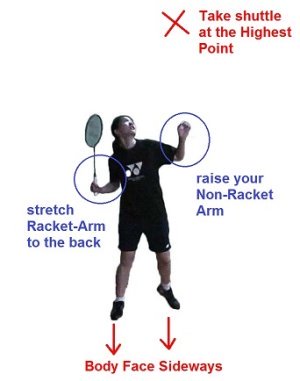 Take shuttle
at the Highest
Point
stretch
Racket-Arm
to the back
raise your
Non-Racket
Arm
Body Face Sideways